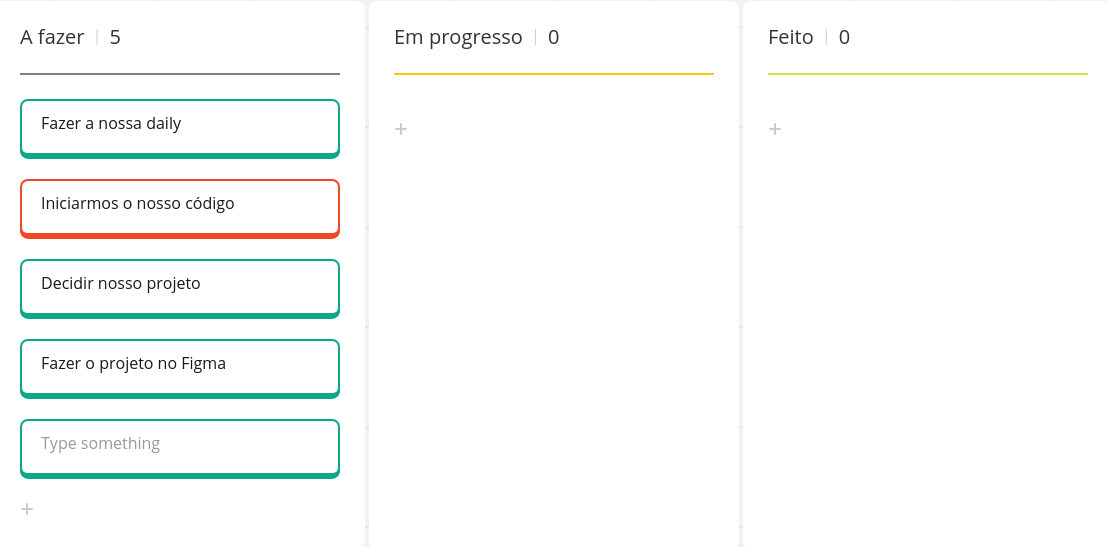 A fazer | 5
Em progresso | 0
Feito | 0
Fazer a nossa daily
Iniciarmos o nosso código
Decidir nosso projeto
Fazer o projeto no Figma
Type something